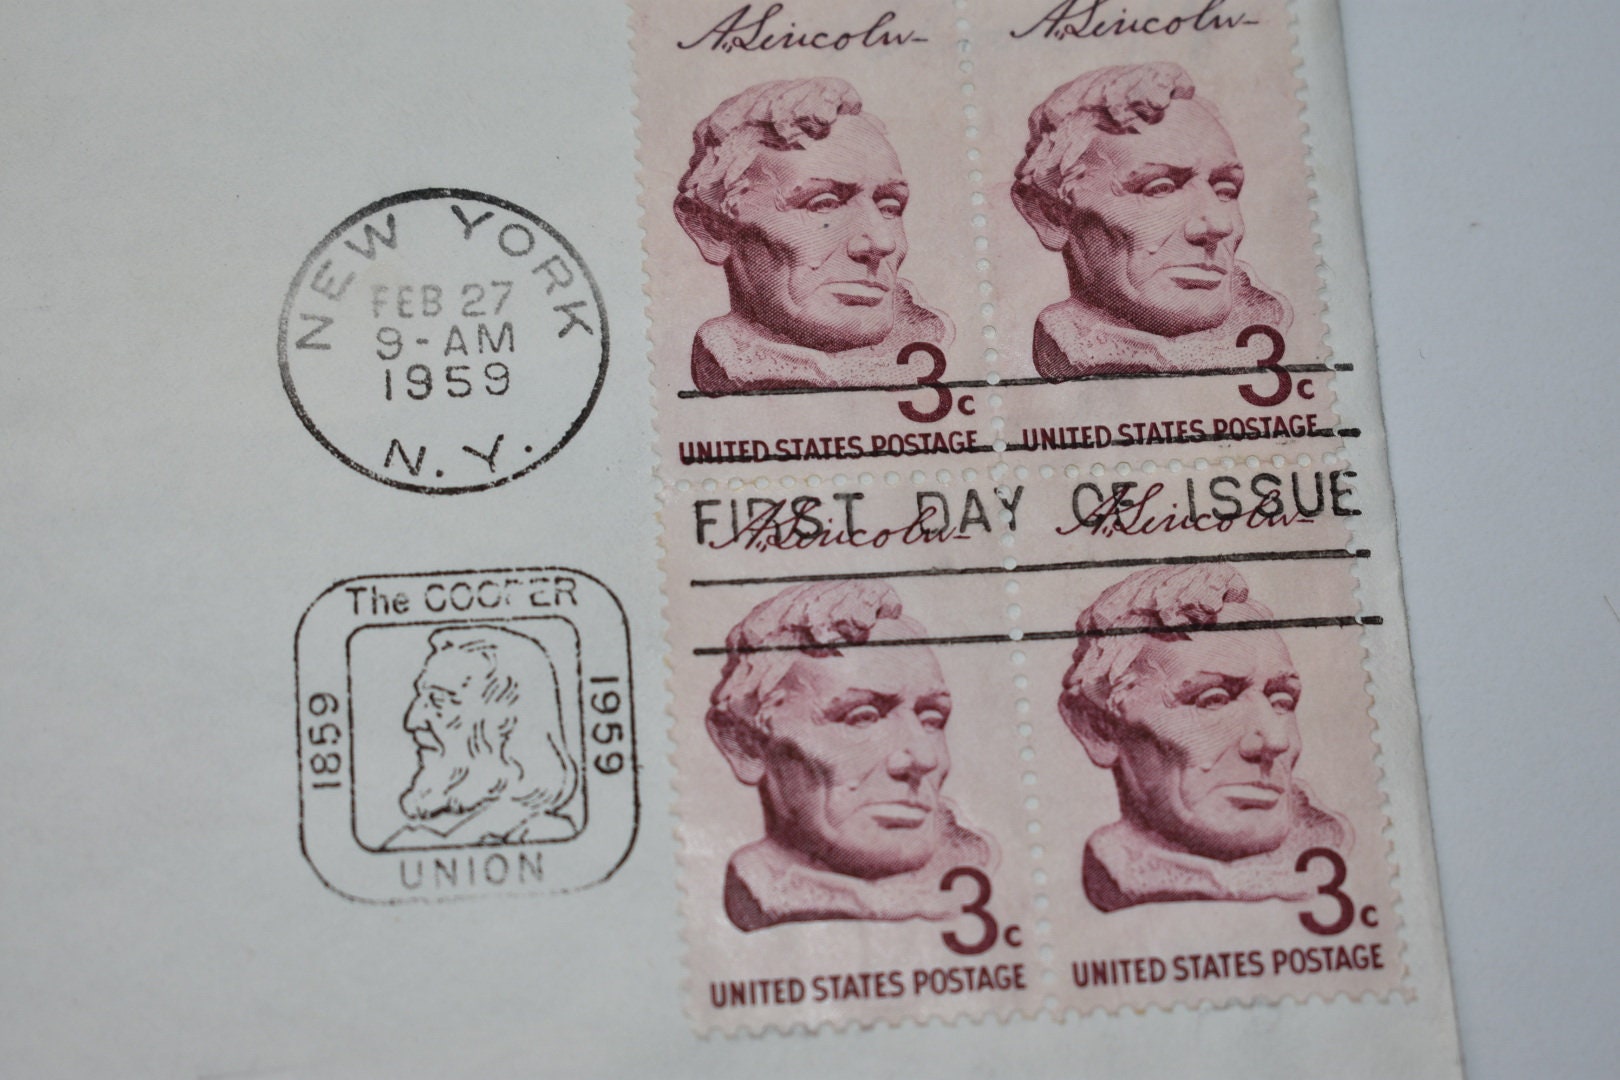 A. Lincoln
A. Lincoln
NEW YORK
FEB 27
9-AM
1959
N.Y.
3c
3c
UNITED STATES POSTAGE
UNITED STATES POSTAGE
FIRST DAY OF ISSUE
A. Lincoln
A. Lincoln
The COOPER
1859
1959
UNION
3c
3c
UNITED STATES POSTAGE
UNITED STATES POSTAGE